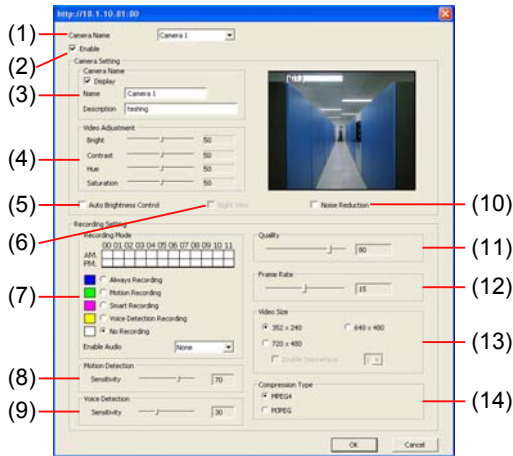 http://18.1.10.81:80
(1) Camera Name Camera 1
(2) Enable
Camera Setting
Camera Name
Display
(3) Name Camera 1
Description testing
Video Adjustment
Bright 50
(4) Contrast 50
Hue 50
Saturation 50
(5) Auto Brightness Control
(6) Night View
Noise Reduction (10)
Recording Setting
Recording Mode
00 01 02 03 04 05 06 07 08 09 10 11
AM.
PM.
(7) Always Recording
Motion Recording
Smart Recording
Voice Detection Recording
No Recording
Enable Audio None
Motion Detection
(8) Sensitivity 70
Voice Detection
(9) Sensitivity 30
Quality
80 (11)
Frame Rate
15 (12)
Video Size
352 x 240 640 x 480
720 x 480 (13)
Enable Deinterlace
Compression Type
MPEG4 (14)
MJPEG
OK Cancel